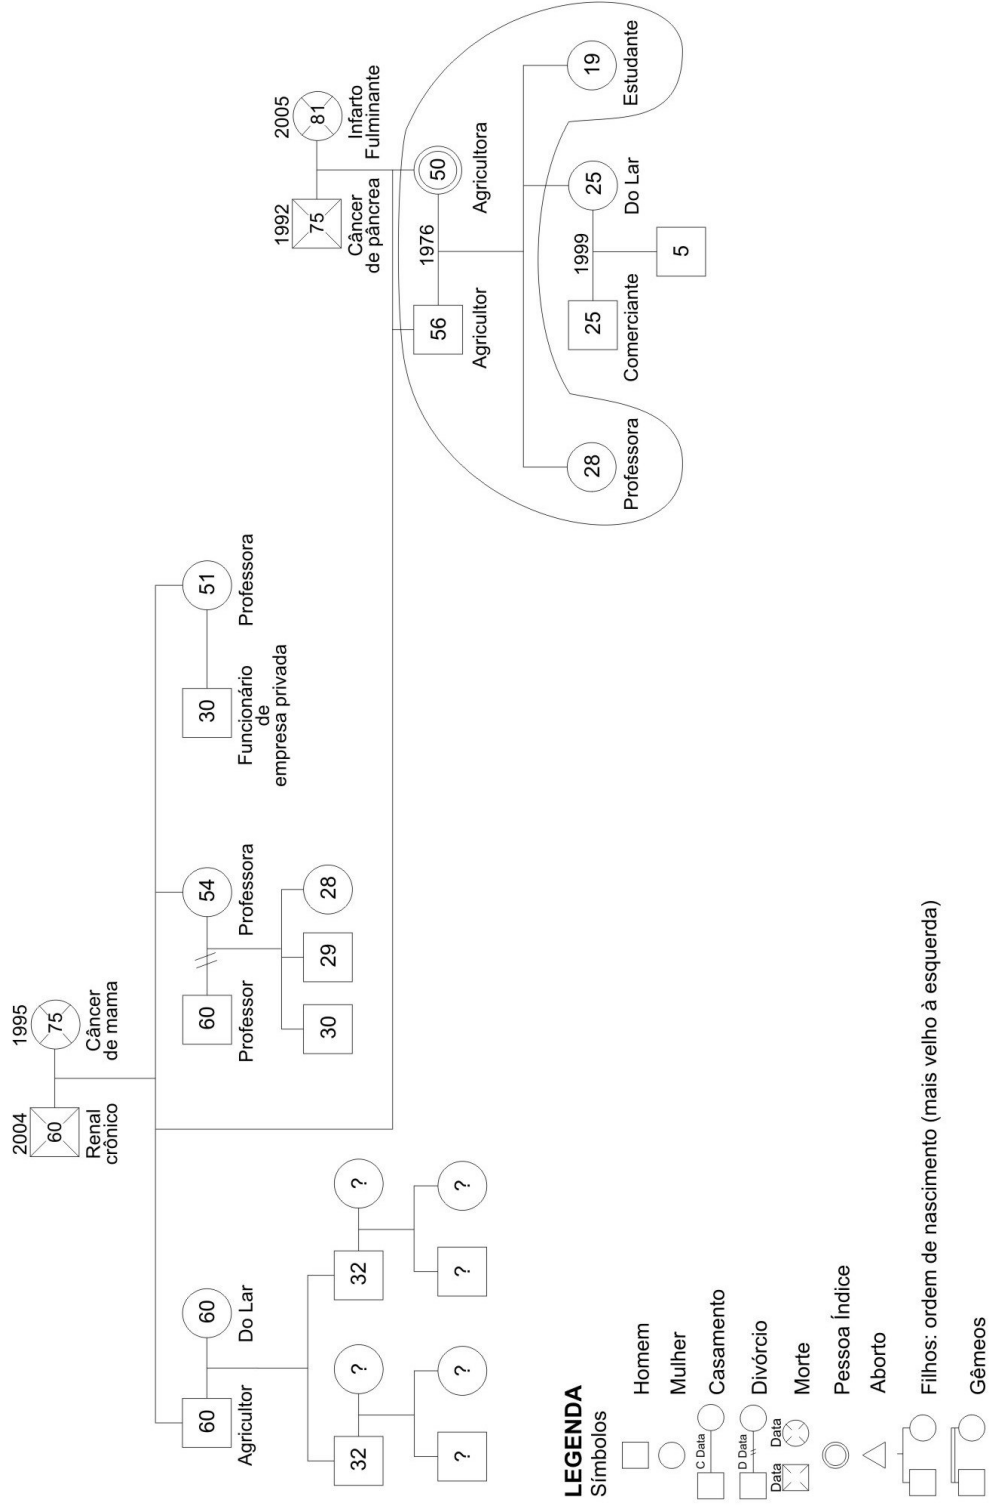 2004
60
Renal
crônico
1995
75
Câncer
de mama
60
Agricultor
60
Do Lar
60
Professor
54
Professora
30
Funcionário
de
empresa privada
51
Professora
32
?
32
?
?
?
?
?
30
29
28
1992
75
Câncer
de pâncrea
2005
81
Infarto
Fulminante
56
Agricultor
1976
50
Agricultora
28
Professora
25
Comerciante
1999
25
Do Lar
19
Estudante
5
LEGENDA
Símbolos
Homem
Mulher
C Data
Casamento
D Data
Divórcio
Data
Data
Morte
Pessoa Índice
Aborto
Filhos: ordem de nascimento (mais velho à esquerda)
Gêmeos